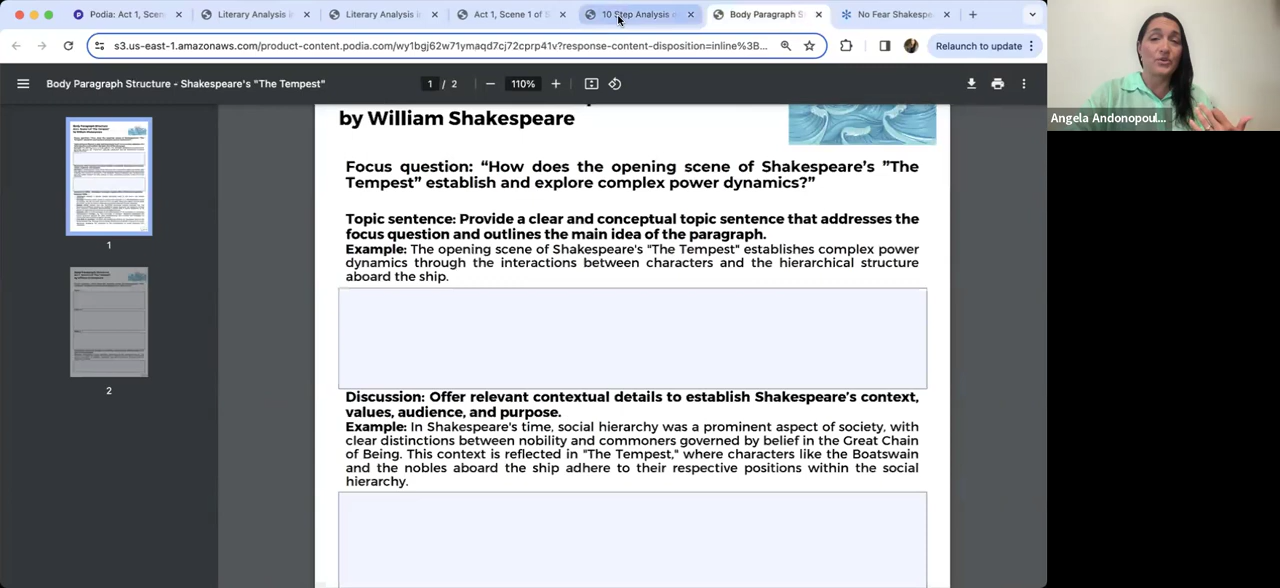 Podia: Act 1, Scene
Literary Analysis i
Literary Analysis i
Act 1, Scene 1 of
10 Step Analysis
Body Paragraph S
No Fear Shakespe
s3.us-east-1.amazonaws.com/product-content.podia.com/wy1bgj62w71ymaqd7cj72cprp41v?response-content-disposition=inline%3B...
Relaunch to update
Body Paragraph Structure - Shakespeare's "The Tempest"
1 / 2
110%
Angela Andonopoul...
by William Shakespeare
Focus question: “How does the opening scene of Shakespeare’s ”The
Tempest” establish and explore complex power dynamics?”
Topic sentence: Provide a clear and conceptual topic sentence that addresses the
focus question and outlines the main idea of the paragraph.
Example: The opening scene of Shakespeare's "The Tempest" establishes complex power
dynamics through the interactions between characters and the hierarchical structure
aboard the ship.
Discussion: Offer relevant contextual details to establish Shakespeare’s context,
values, audience, and purpose.
Example: In Shakespeare's time, social hierarchy was a prominent aspect of society, with
clear distinctions between nobility and commoners governed by belief in the Great Chain
of Being. This context is reflected in "The Tempest," where characters like the Boatswain
and the nobles aboard the ship adhere to their respective positions within the social
hierarchy.
1
2